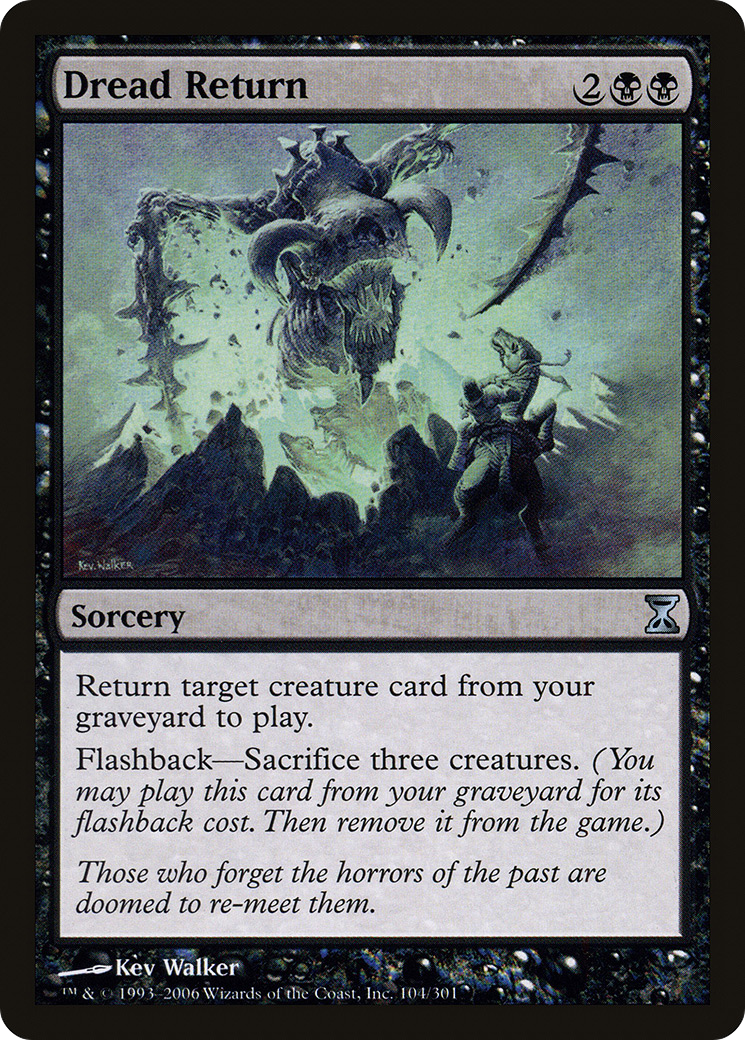 Dread Return 2
Kev. Walker
Sorcery
Return target creature card from your
graveyard to play.
Flashback—Sacrifice three creatures. (You
may play this card from your graveyard for its
flashback cost. Then remove it from the game.)
Those who forget the horrors of the past are
doomed to re-meet them.
Kev Walker
™ & © 1993–2006 Wizards of the Coast, Inc. 104/301